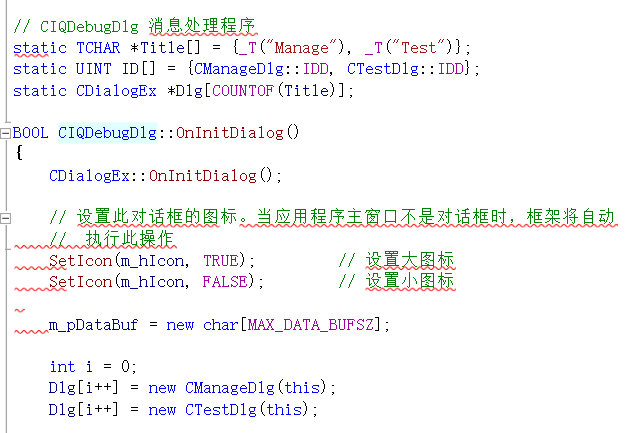 // CIQDebugDlg 消息处理程序
static TCHAR *Title[] = {_T("Manage"), _T("Test")};
static UINT ID[] = {CManageDlg::IDD, CTestDlg::IDD};
static CDialogEx *Dlg[COUNTOF(Title)];
BOOL CIQDebugDlg::OnInitDialog()
{
CDialogEx::OnInitDialog();
// 设置此对话框的图标。当应用程序主窗口不是对话框时，框架将自动
//  执行此操作
SetIcon(m_hIcon, TRUE); // 设置大图标
SetIcon(m_hIcon, FALSE); // 设置小图标
m_pDataBuf = new char[MAX_DATA_BUFSZ];
int i = 0;
Dlg[i++] = new CManageDlg(this);
Dlg[i++] = new CTestDlg(this);